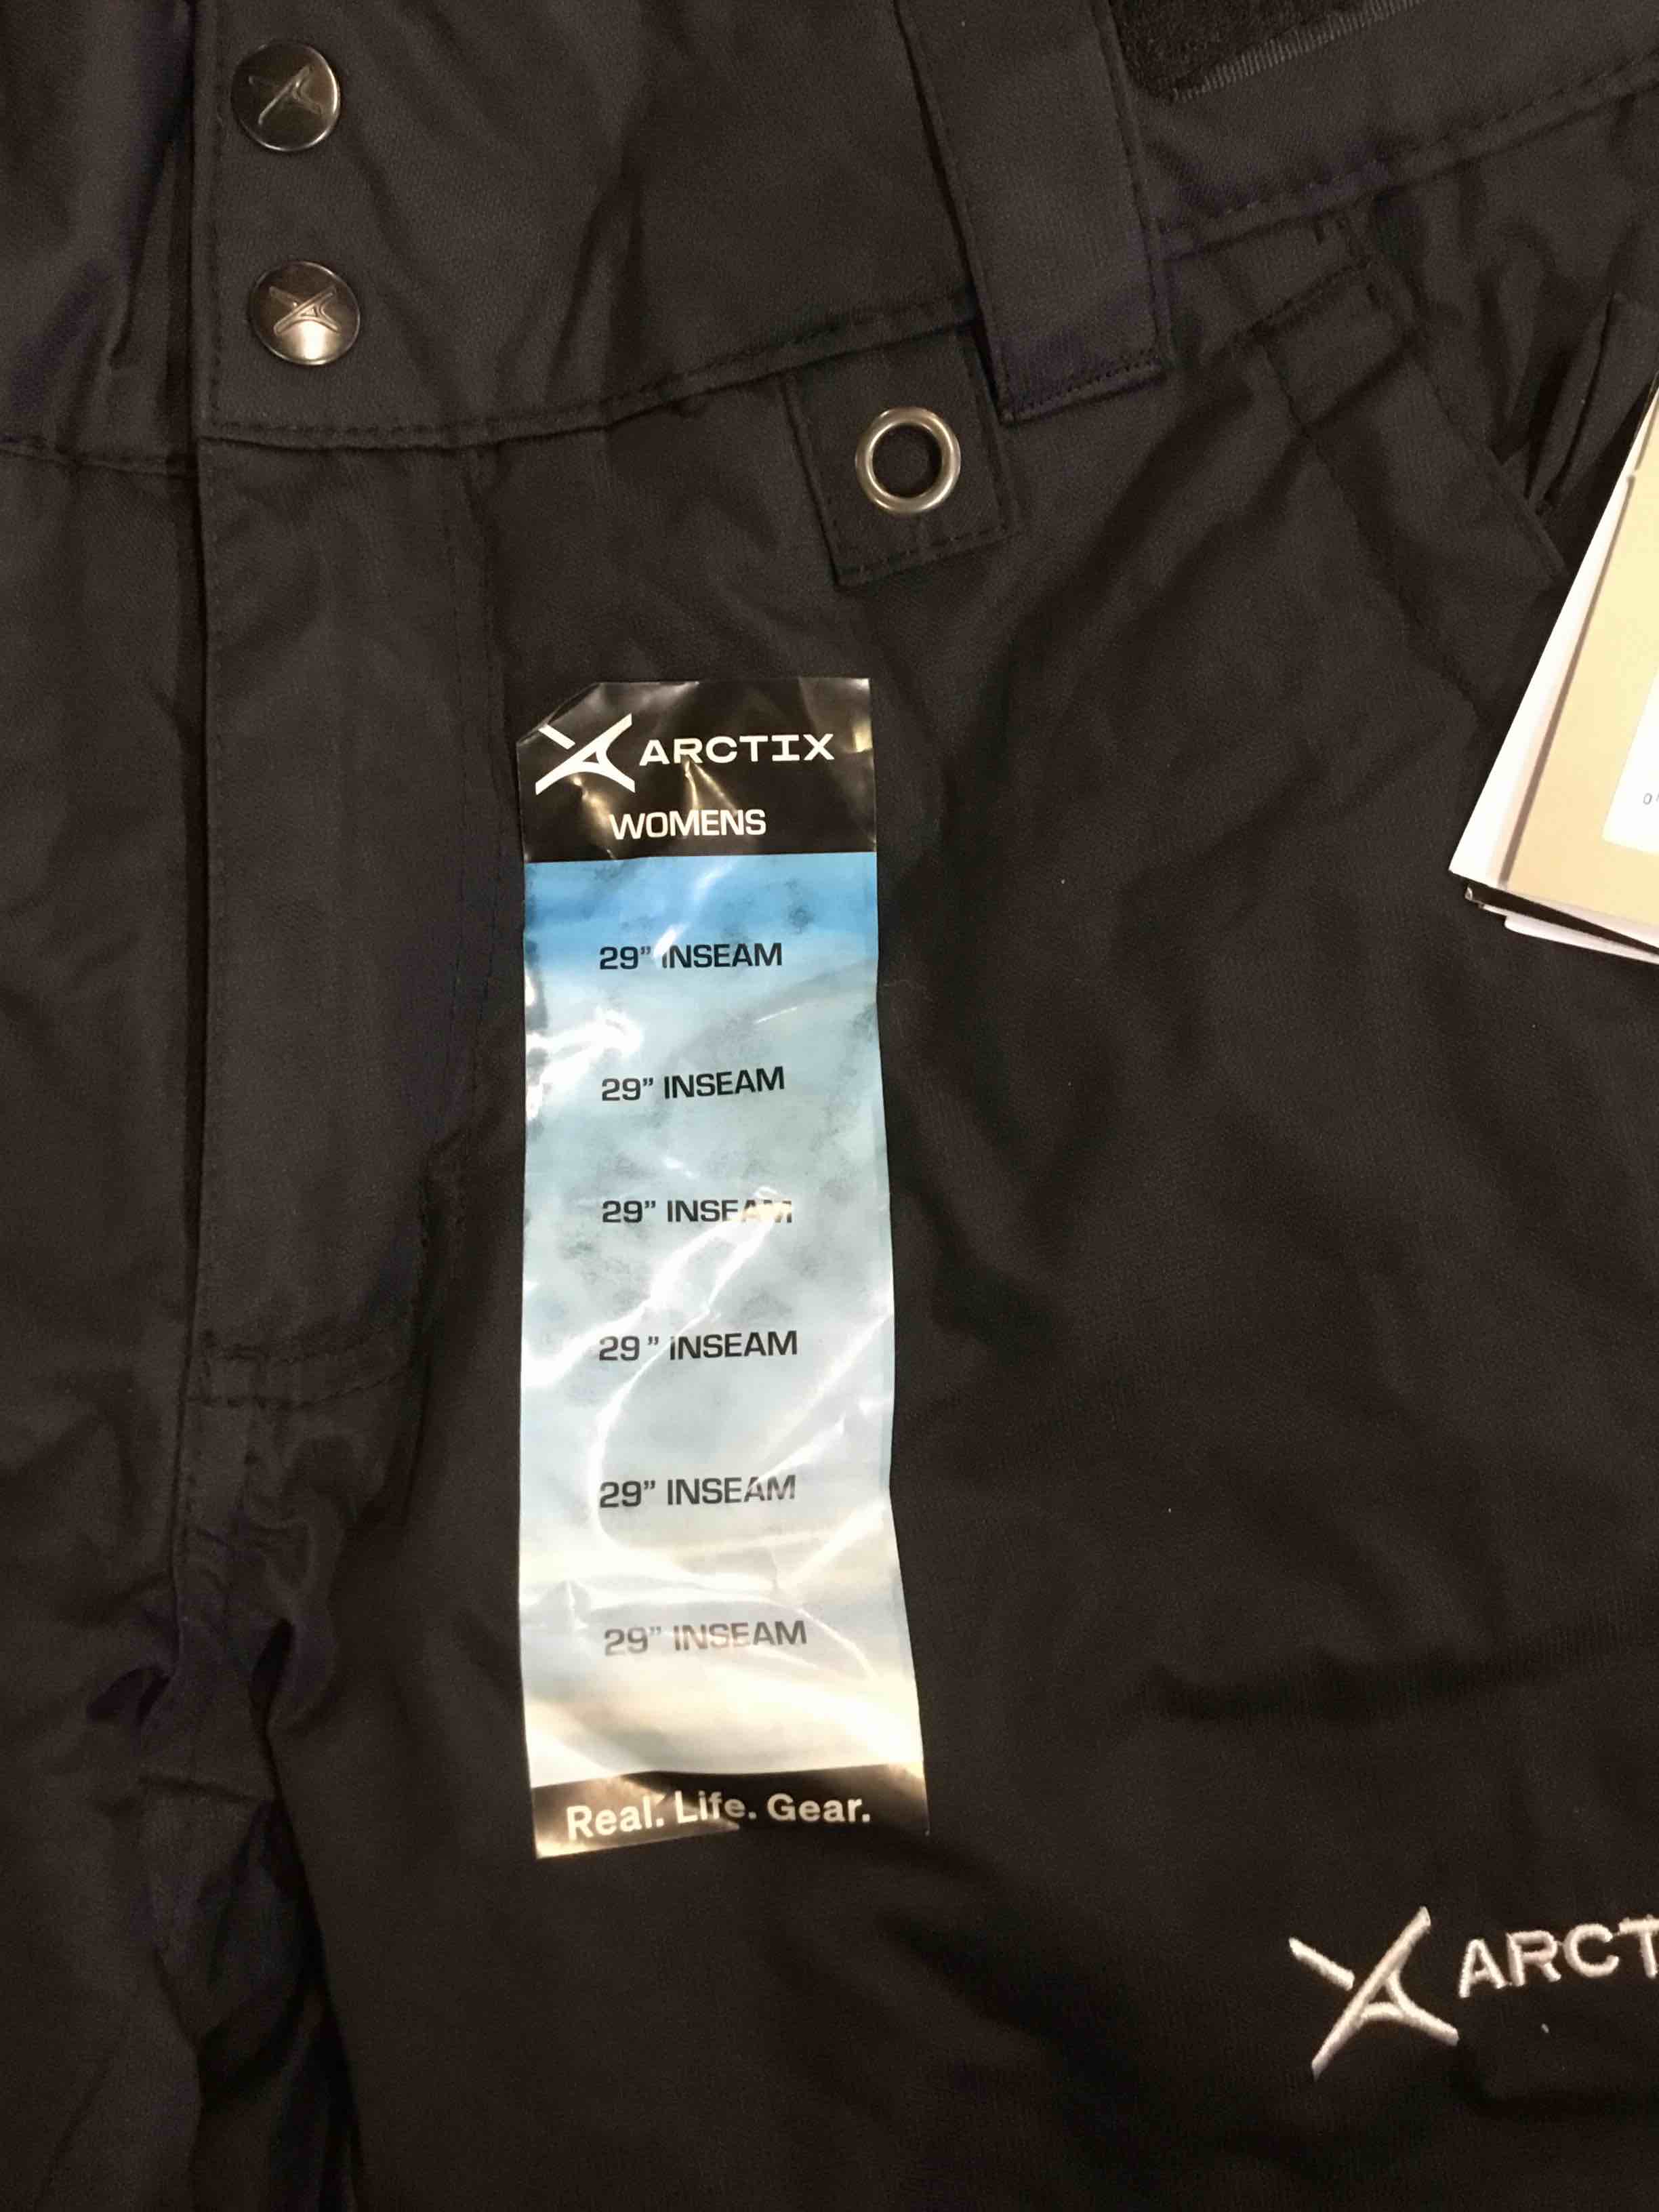 ARCTIX
WOMENS
29” INSEAM
29” INSEAM
29” INSEAM
29 ” INSEAM
29” INSEAM
29” INSEAM
Real. Life. Gear.
ARCT